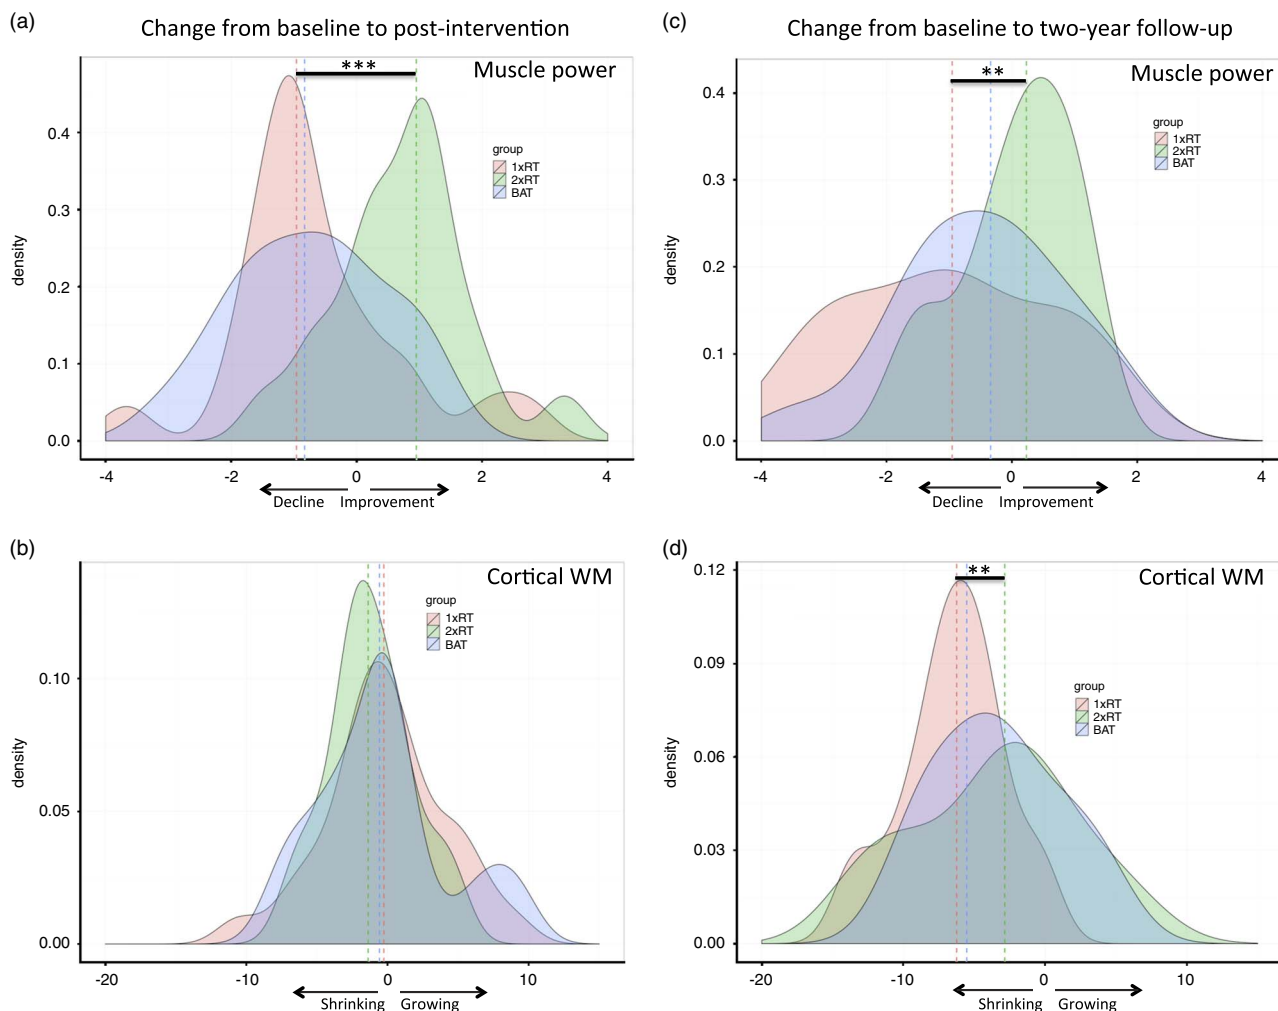 (a)
Change from baseline to post-intervention
Muscle power
***
group
1xRT
2xRT
BAT
density
0.4
0.3
0.2
0.1
0.0
-4 -2 0 2 4
Decline Improvement
(c)
Change from baseline to two-year follow-up
Muscle power
**
group
1xRT
2xRT
BAT
density
0.4
0.3
0.2
0.1
0.0
-4 -2 0 2 4
Decline Improvement
(b)
Cortical WM
group
1xRT
2xRT
BAT
density
0.10
0.05
0.00
-20 -10 0 10
Shrinking Growing
(d)
Cortical WM
**
group
1xRT
2xRT
BAT
density
0.12
0.09
0.06
0.03
0.00
-20 -10 0 10
Shrinking Growing